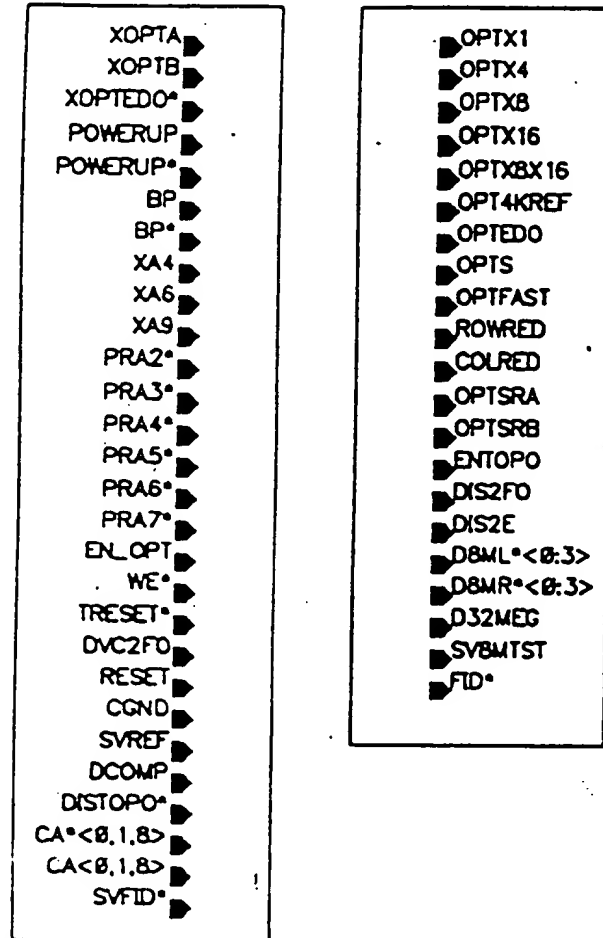 XOPTA
XOPTB
XOPTEDO*
POWERUP
POWERUP*
BP
BP*
XA4
XA6
XA9
PRA2*
PRA3*
PRA4*
PRA5*
PRA6*
PRA7*
EN_OPT
WE*
TRESET*
DVC2FO
RESET
CGND
SVREF
DCOMP
DISTOPO*
CA*<0,1,8>
CA<0,1,8>
SVFID*
OPTX1
OPTX4
OPTX8
OPTX16
OPTX8X16
OPT4KREF
OPTEDO
OPTS
OPTFAST
ROWRED
COLRED
OPTSRA
OPTSRB
ENTOPO
DIS2FO
DIS2E
D8ML*<0:3>
D8MR*<0:3>
D32MEG
SV8MTST
FID*